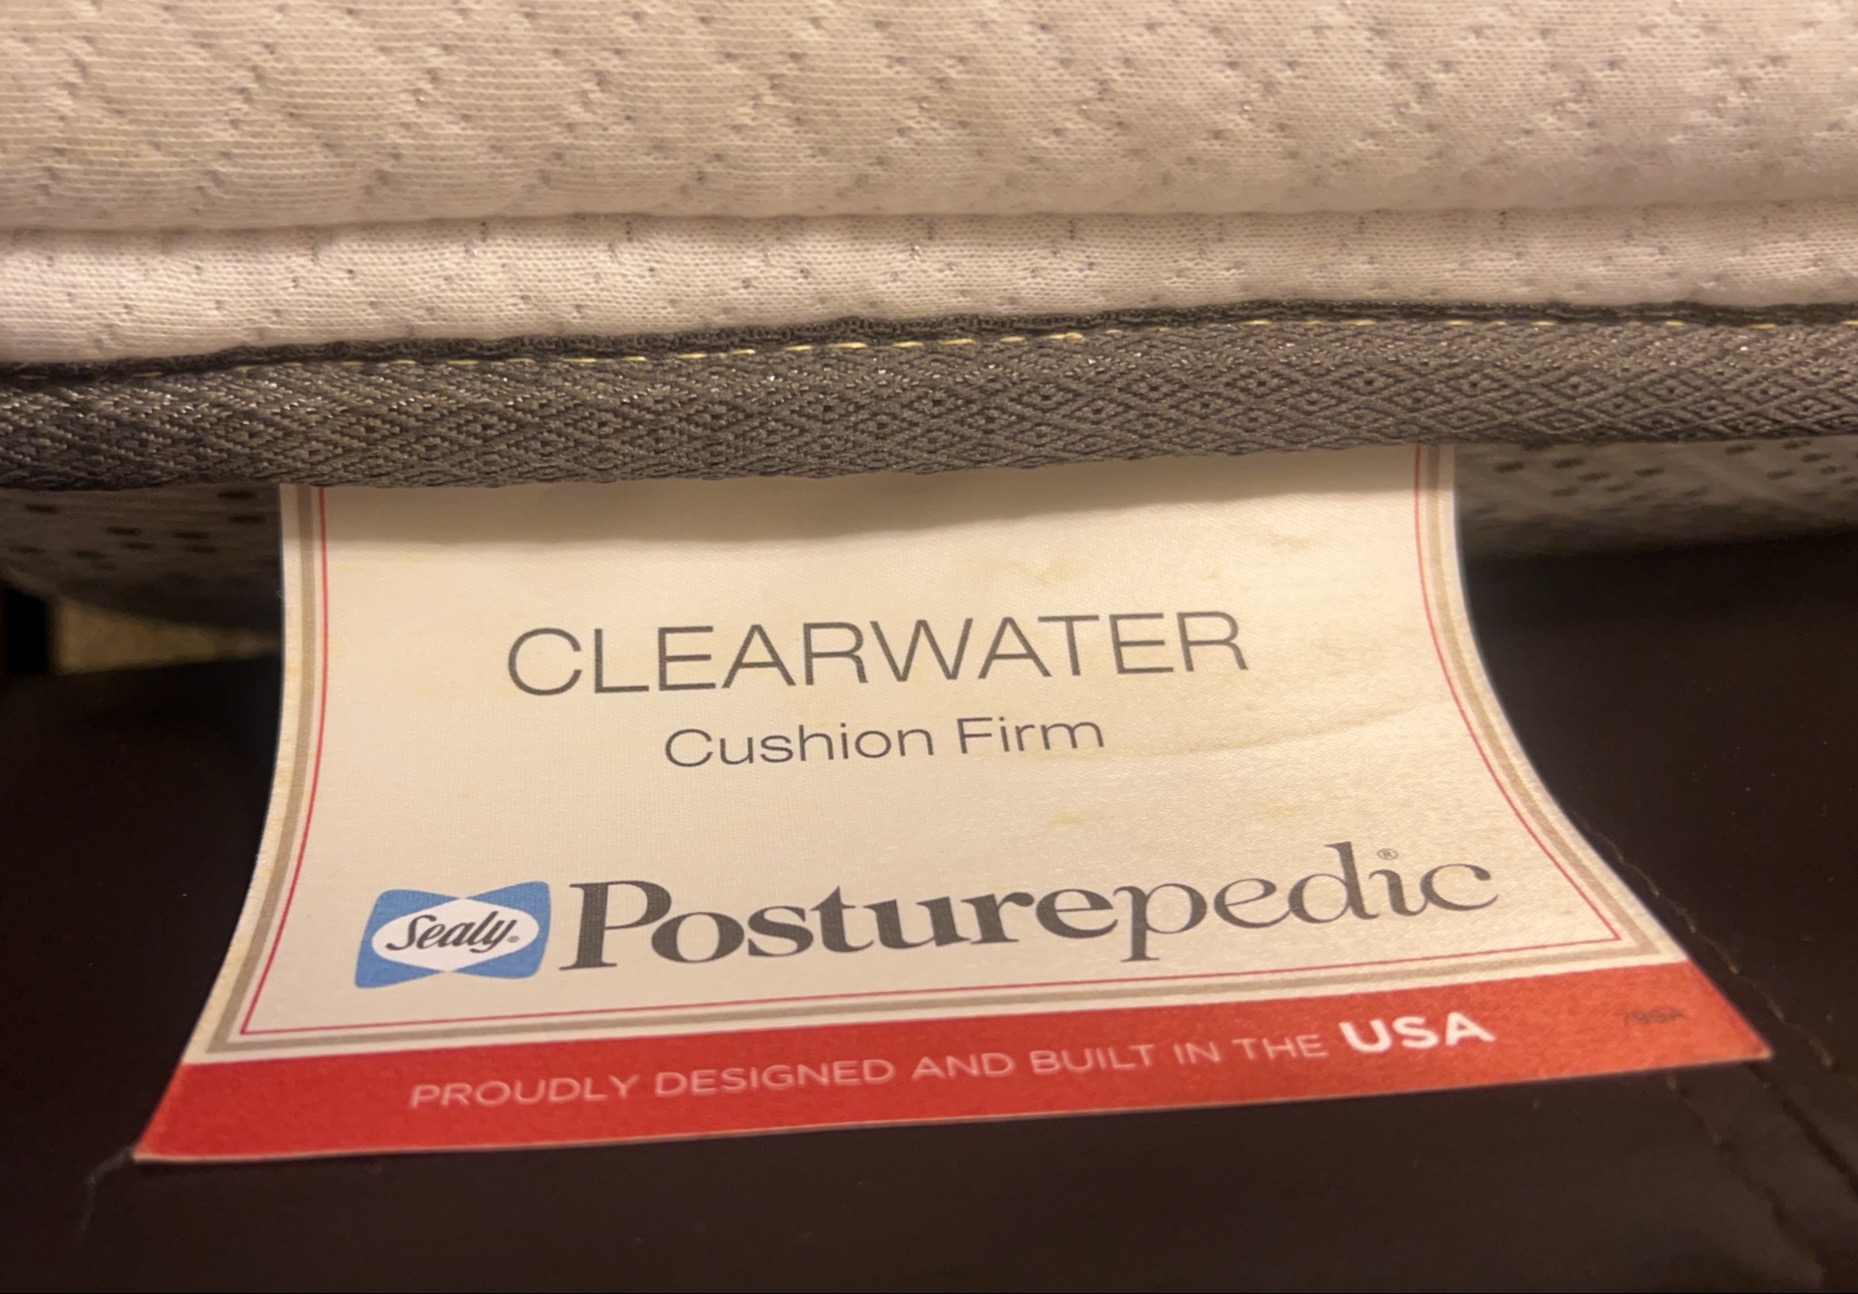 CLEARWATER
Cushion Firm
Sealy® Posturepedic®
PROUDLY DESIGNED AND BUILT IN THE USA